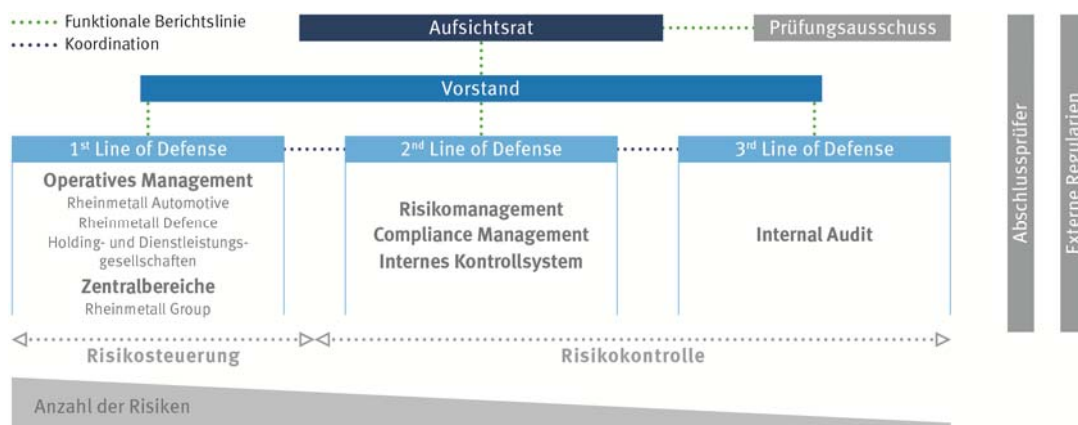 Funktionale Berichtslinie
Koordination
Aufsichtsrat
Prüfungsausschuss
Vorstand
1st Line of Defense
2nd Line of Defense
3rd Line of Defense
Operatives Management
Rheinmetall Automotive
Rheinmetall Defence
Holding- und Dienstleistungs-
gesellschaften
Zentralbereiche
Rheinmetall Group
Risikomanagement
Compliance Management
Internes Kontrollsystem
Internal Audit
Abschlussprüfer
Externe Regularien
Risikosteuerung
Risikokontrolle
Anzahl der Risiken